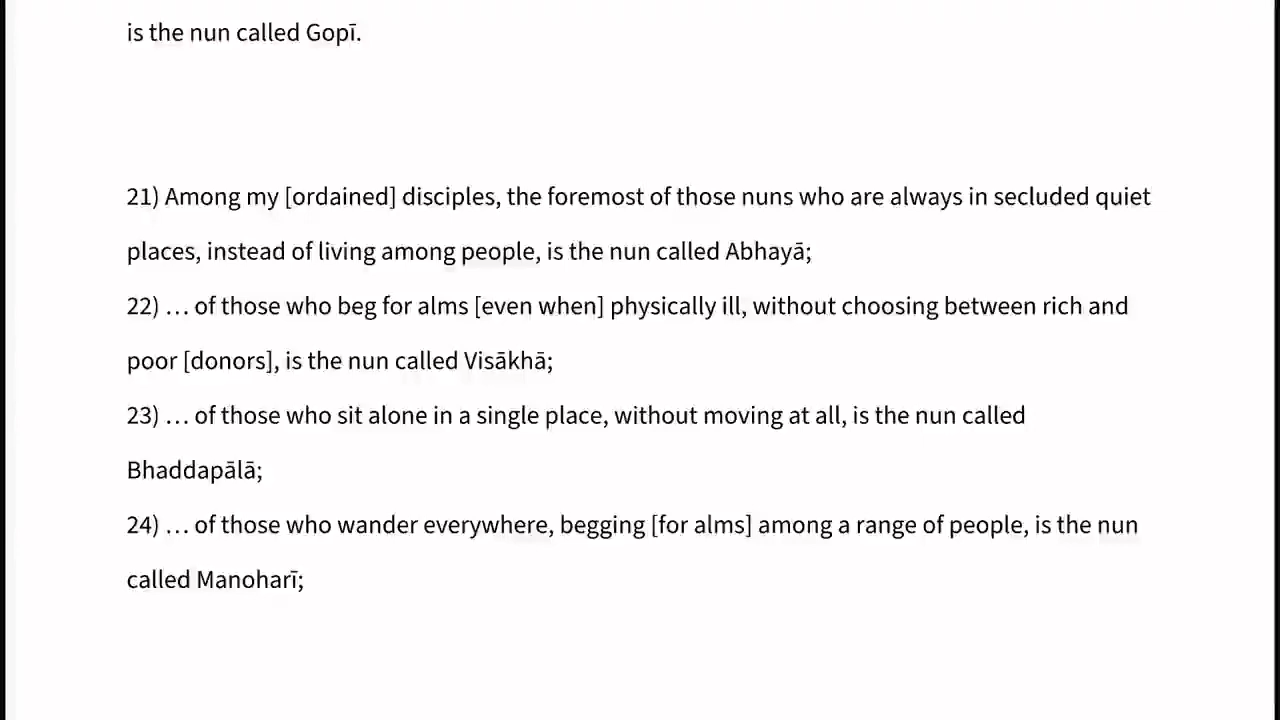 is the nun called Gopī.
21) Among my [ordained] disciples, the foremost of those nuns who are always in secluded quiet
places, instead of living among people, is the nun called Abhayā;
22) … of those who beg for alms [even when] physically ill, without choosing between rich and
poor [donors], is the nun called Visākhā;
23) … of those who sit alone in a single place, without moving at all, is the nun called
Bhaddapālā;
24) … of those who wander everywhere, begging [for alms] among a range of people, is the nun
called Manoharī;